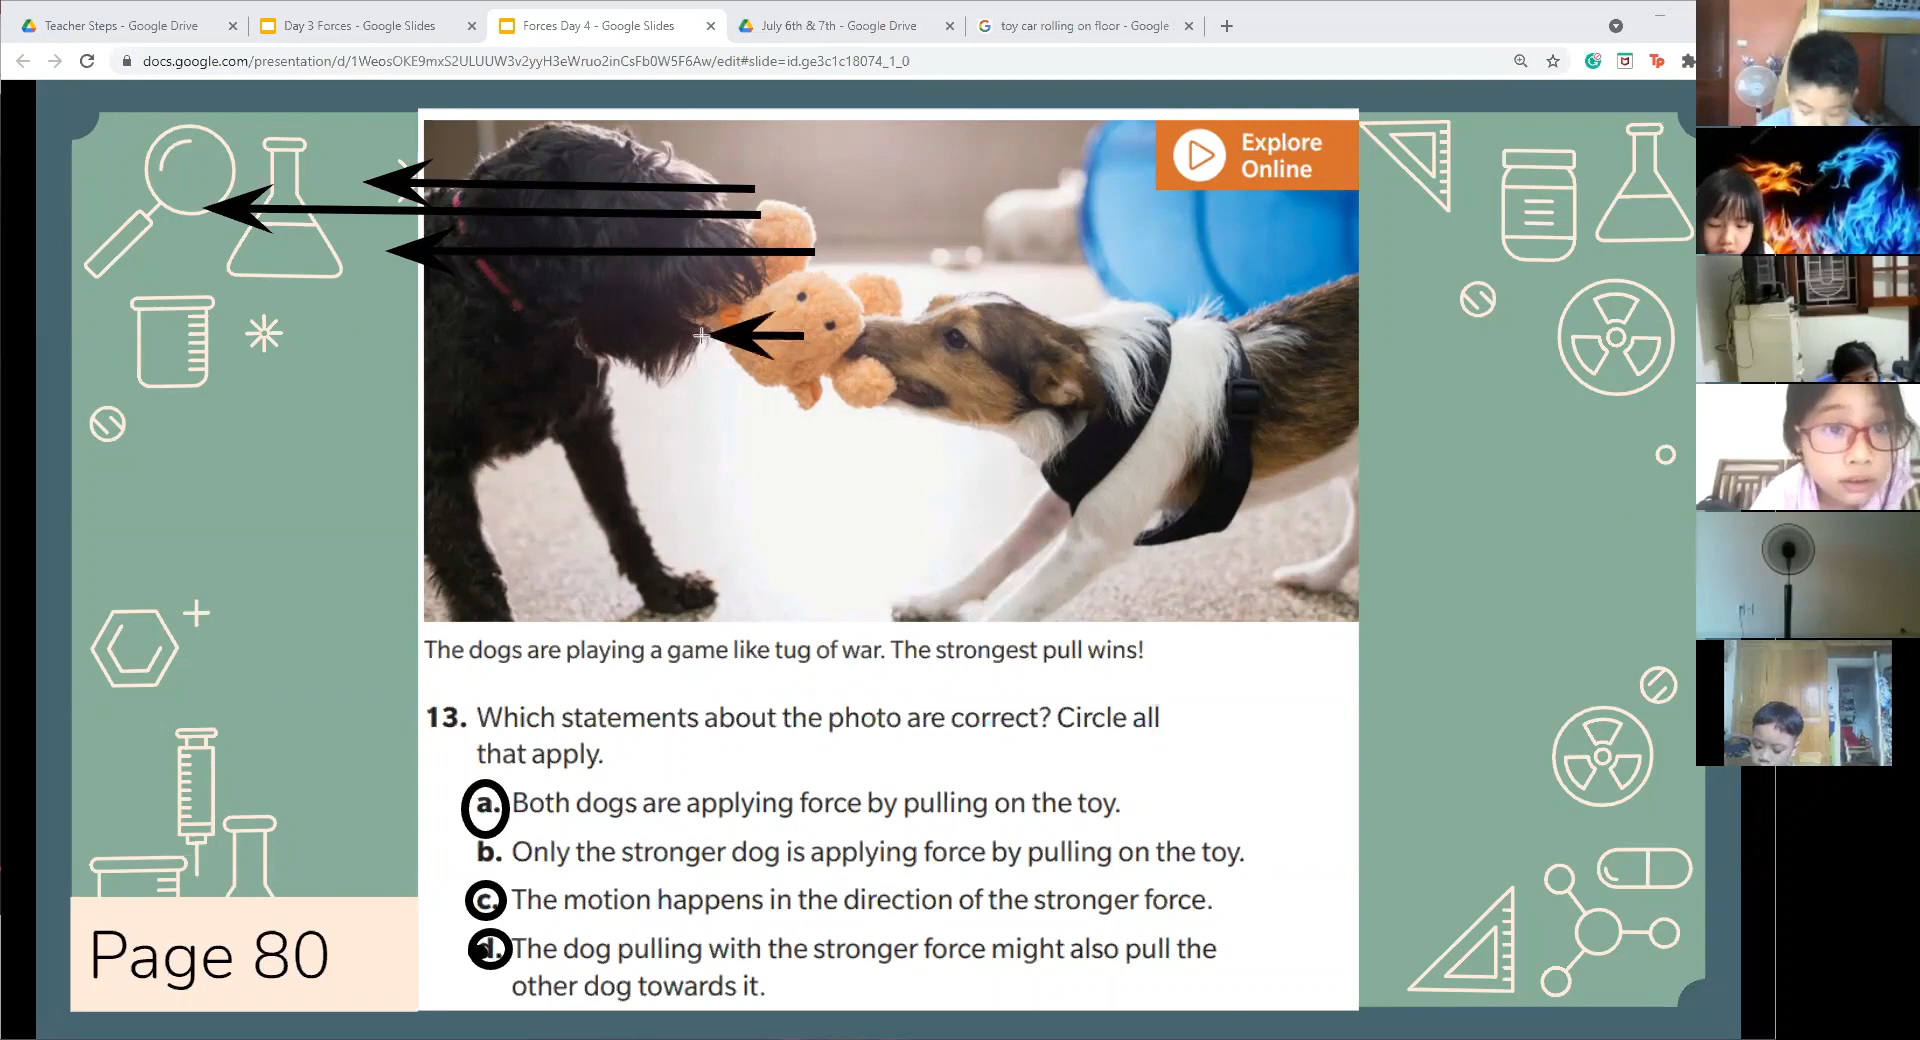 Teacher Steps - Google Drive
Day 3 Forces - Google Slides
Forces Day 4 - Google Slides
July 6th & 7th - Google Drive
toy car rolling on floor - Google
docs.google.com/presentation/d/1WeosOKE9mxS2ULUUW3v2yyH3eWruo2inCsFb0W5F6Aw/edit#slide=id.ge3c1c18074_1_0
Tp
Explore
Online
The dogs are playing a game like tug of war. The strongest pull wins!
13. Which statements about the photo are correct? Circle all
that apply.
a. Both dogs are applying force by pulling on the toy.
b. Only the stronger dog is applying force by pulling on the toy.
c. The motion happens in the direction of the stronger force.
d. The dog pulling with the stronger force might also pull the
other dog towards it.
Page 80